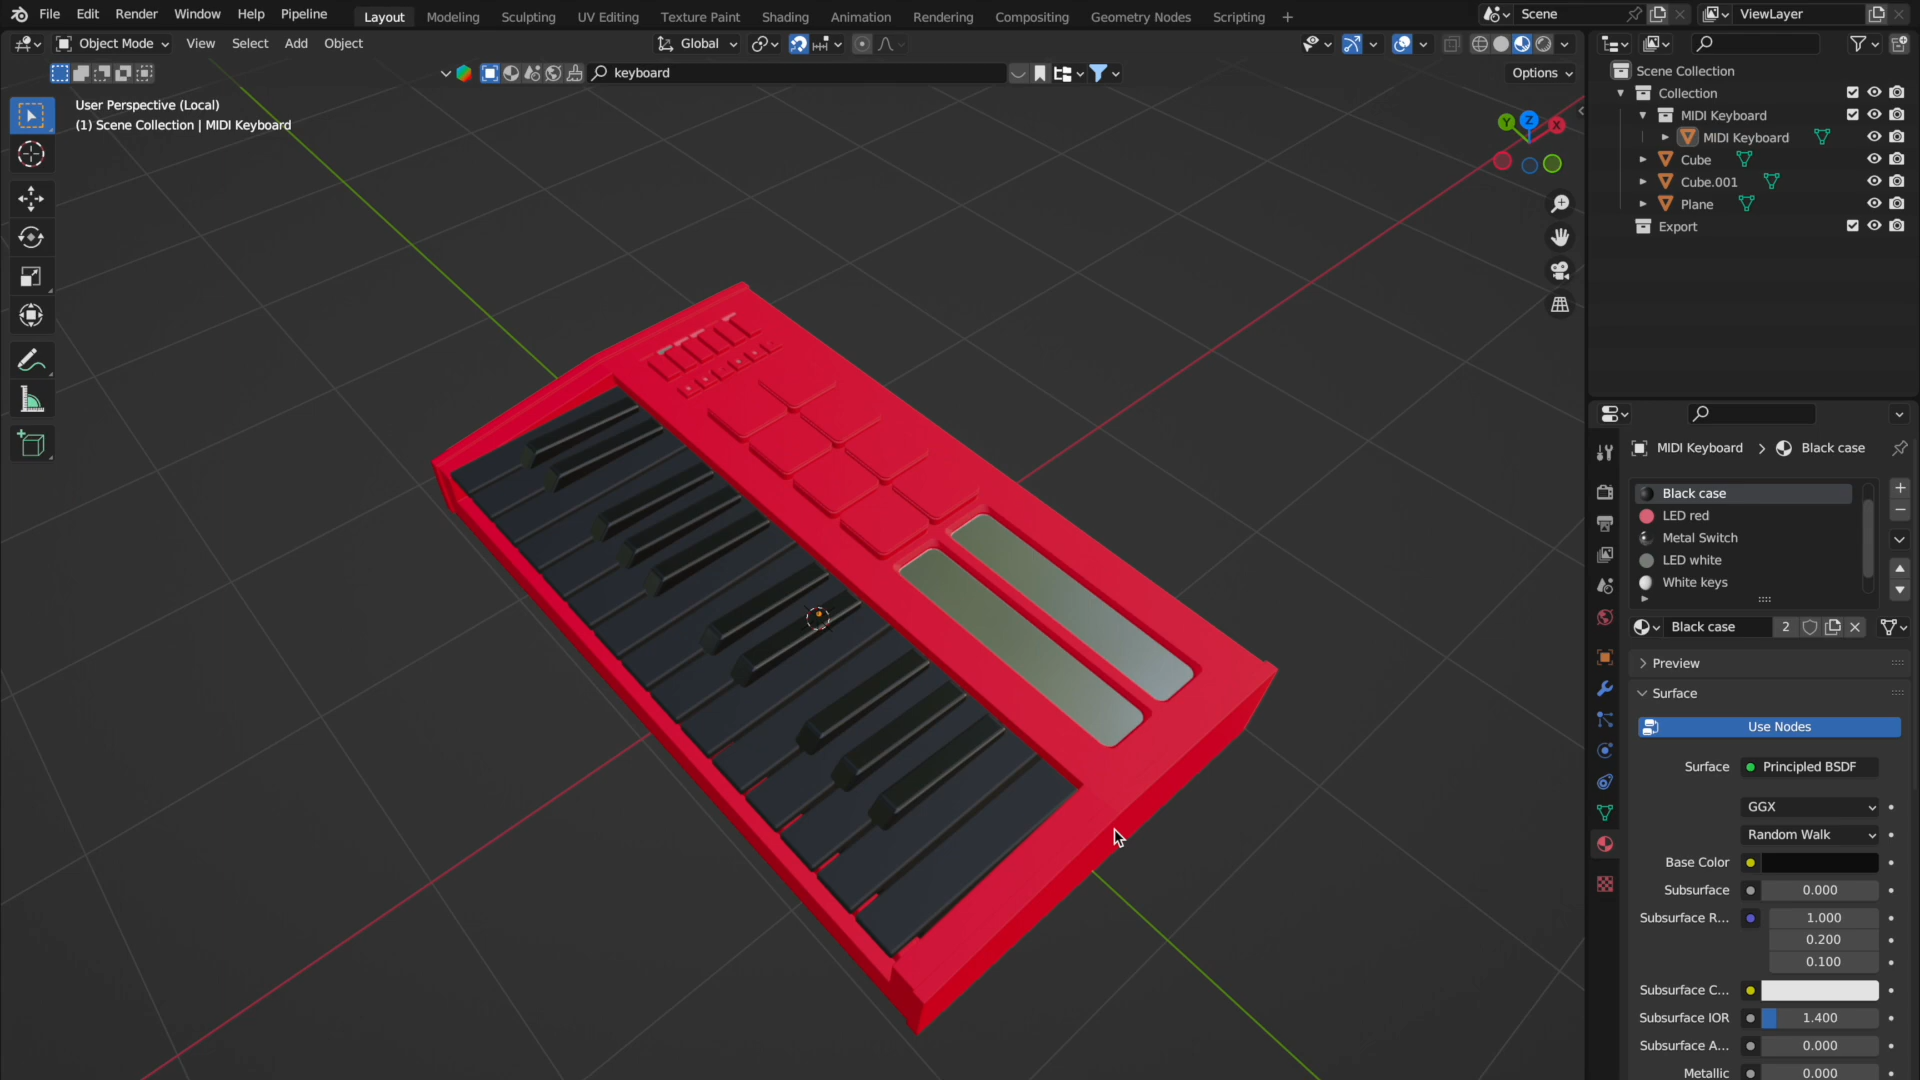 File Edit Render Window Help Pipeline Layout Modeling Sculpting UV Editing Texture Paint Shading Animation Rendering Compositing Geometry Nodes Scripting + Scene ViewLayer
Object Mode View Select Add Object Global
keyboard Options
User Perspective (Local)
(1) Scene Collection | MIDI Keyboard
Y Z X
Scene Collection
Collection
MIDI Keyboard
MIDI Keyboard
Cube
Cube.001
Plane
Export
MIDI Keyboard > Black case
Black case
LED red
Metal Switch
LED white
White keys
Black case 2
Preview
Surface
Use Nodes
Surface Principled BSDF
GGX
Random Walk
Base Color
Subsurface 0.000
Subsurface R... 1.000
0.200
0.100
Subsurface C...
Subsurface IOR 1.400
Subsurface A... 0.000
Metallic 0.000